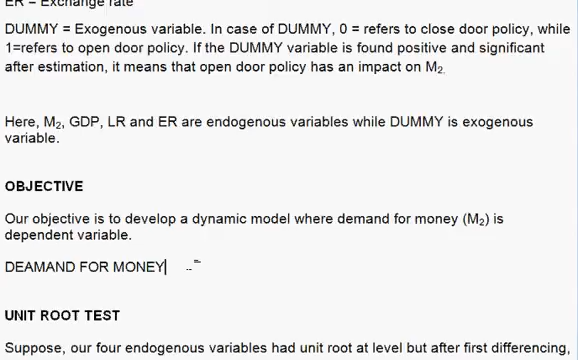 ER = Exchange rate
DUMMY = Exogenous variable. In case of DUMMY, 0 = refers to close door policy, while
1=refers to open door policy. If the DUMMY variable is found positive and significant
after estimation, it means that open door policy has an impact on M2.
Here, M2, GDP, LR and ER are endogenous variables while DUMMY is exogenous
variable.
OBJECTIVE
Our objective is to develop a dynamic model where demand for money (M2) is
dependent variable.
DEAMAND FOR MONEY
UNIT ROOT TEST
Suppose, our four endogenous variables had unit root at level but after first differencing,